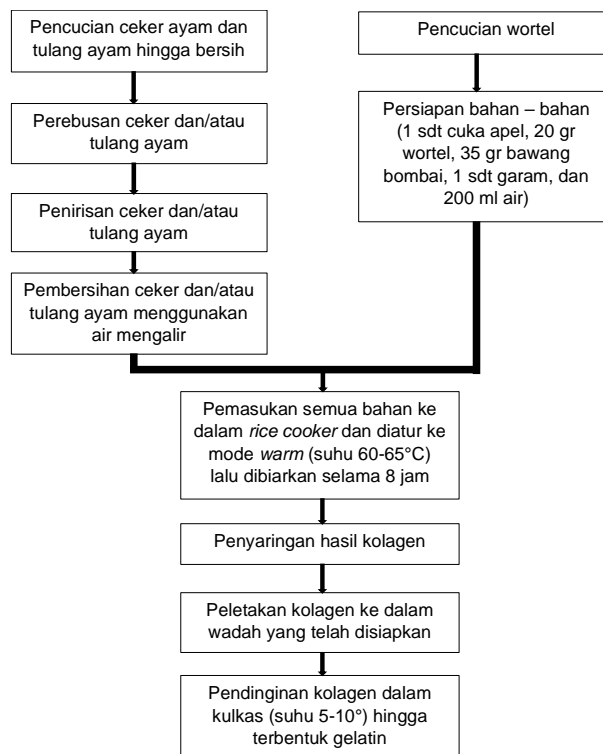 Pencucian ceker ayam dan
tulang ayam hingga bersih
Perebusan ceker dan/atau
tulang ayam
Penirisan ceker dan/atau
tulang ayam
Pembersihan ceker dan/atau
tulang ayam menggunakan
air mengalir
Pencucian wortel
Persiapan bahan – bahan
(1 sdt cuka apel, 20 gr
wortel, 35 gr bawang
bombai, 1 sdt garam, dan
200 ml air)
Pemasukan semua bahan ke
dalam rice cooker dan diatur ke
mode warm (suhu 60-65°C)
lalu dibiarkan selama 8 jam
Penyaringan hasil kolagen
Peletakan kolagen ke dalam
wadah yang telah disiapkan
Pendinginan kolagen dalam
kulkas (suhu 5-10°) hingga
terbentuk gelatin